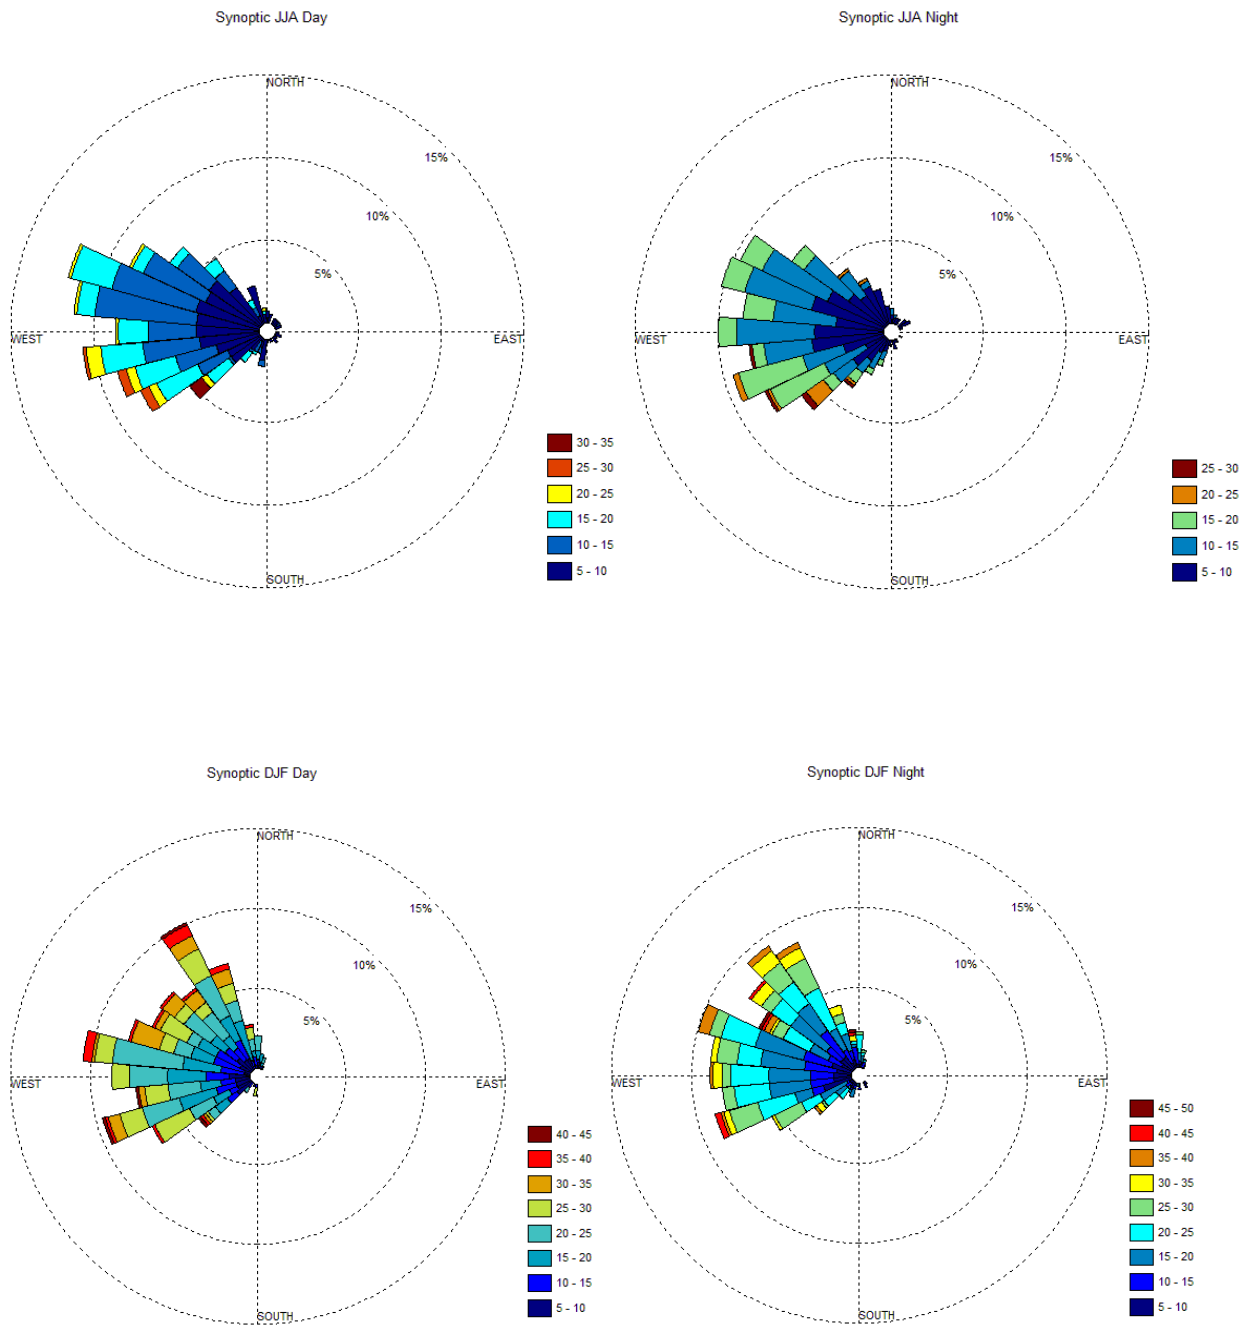 Synoptic JJA Day
Synoptic JJA Night
NORTH
NORTH
15%
15%
10%
10%
5%
5%
WEST
EAST
WEST
EAST
30 - 35
25 - 30
20 - 25
15 - 20
10 - 15
5 - 10
25 - 30
20 - 25
15 - 20
10 - 15
5 - 10
SOUTH
SOUTH
Synoptic DJF Day
Synoptic DJF Night
NORTH
NORTH
15%
15%
10%
10%
5%
5%
WEST
EAST
WEST
EAST
40 - 45
35 - 40
30 - 35
25 - 30
20 - 25
15 - 20
10 - 15
5 - 10
45 - 50
40 - 45
35 - 40
30 - 35
25 - 30
20 - 25
15 - 20
10 - 15
5 - 10
SOUTH
SOUTH